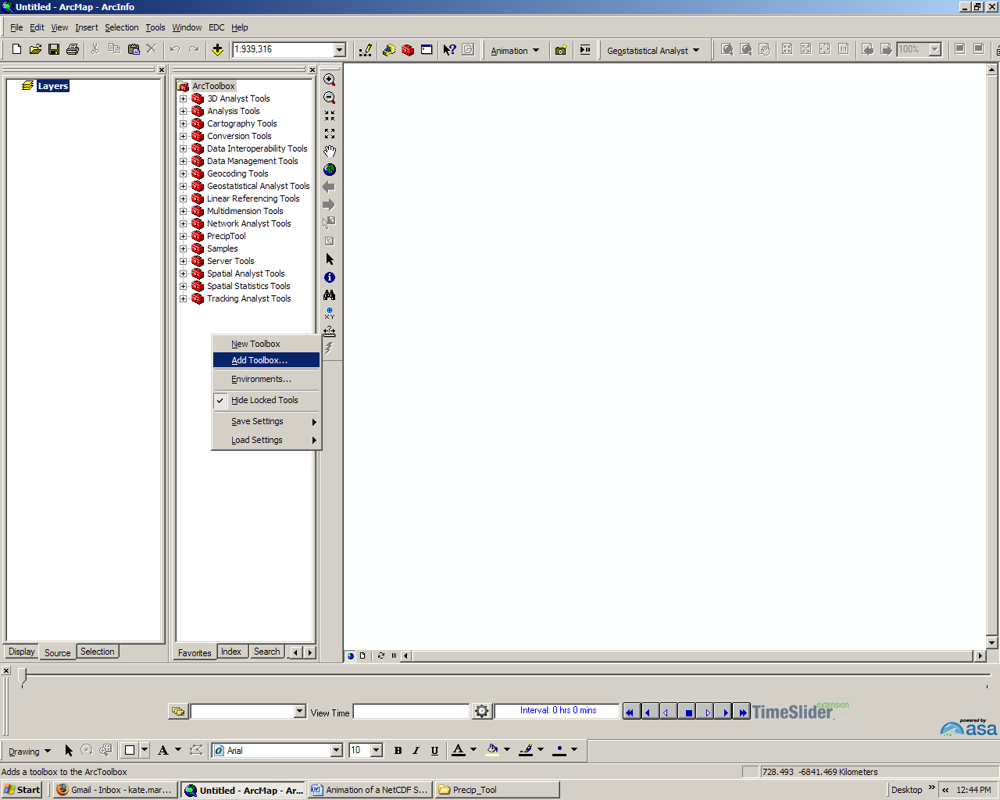 Untitled - ArcMap - ArcInfo
File Edit View Insert Selection Tools Window EDC Help
1:939,316 Animation Geostatistical Analyst 100%
Layers
ArcToolbox
3D Analyst Tools
Analysis Tools
Cartography Tools
Conversion Tools
Data Interoperability Tools
Data Management Tools
Geocoding Tools
Geostatistical Analyst Tools
Linear Referencing Tools
Multidimension Tools
Network Analyst Tools
PrecipTool
Samples
Server Tools
Spatial Analyst Tools
Spatial Statistics Tools
Tracking Analyst Tools
XY
New Toolbox
Add Toolbox...
Environments...
Hide Locked Tools
Save Settings
Load Settings
Display Source Selection
Favorites Index Search
View Time Interval: 0 hrs 0 mins TimeSlider extension
powered by
asa
Drawing A Arial 10 B I U A
Adds a toolbox to the ArcToolbox 728.493 -6841.469 Kilometers
Start Gmail - Inbox - kate.mar... Untitled - ArcMap - Ar... Animation of a NetCDF S... Precip_Tool Desktop 12:44 PM